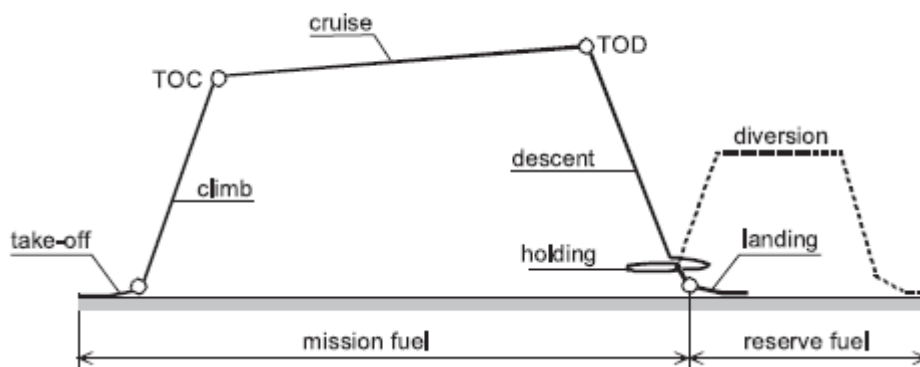 cruise
TOC
TOD
diversion
climb
descent
take-off
holding
landing
mission fuel
reserve fuel